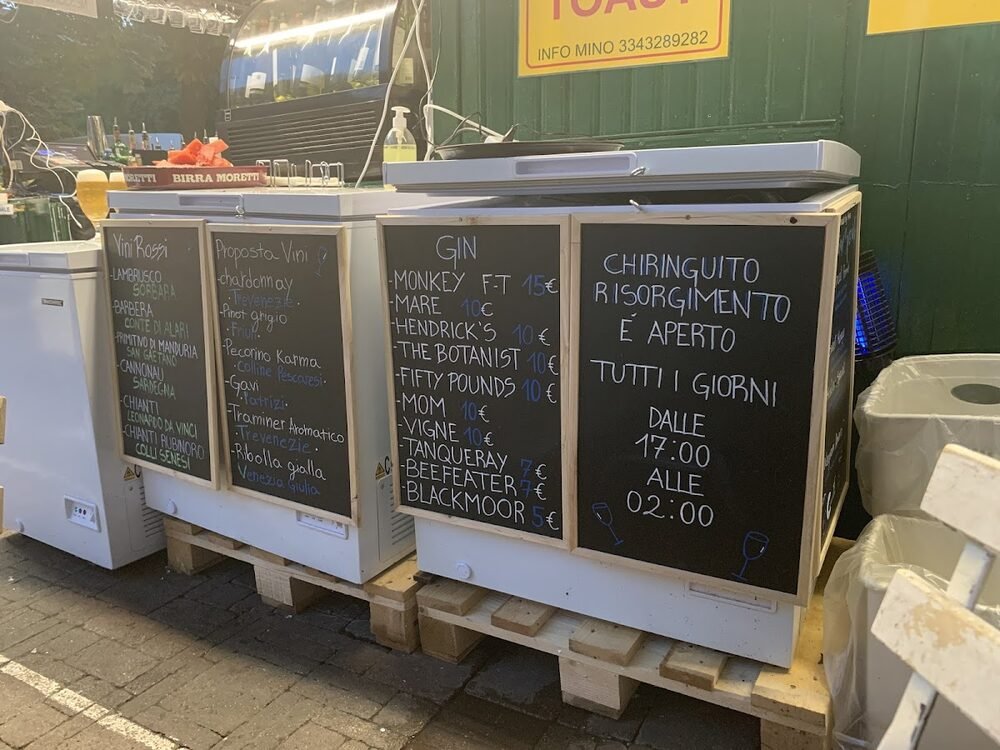 TOAST
INFO MINO 3343289282
BIRRA MORETTI
Vini Rossi
-LAMBRUSCO
SORBARA
-BARBERA
CONTE DI ALARI
-PRIMITIVO DI MANDURIA
SAN GAETANO
-CANNONAU
SARDEGNA
-CHIANTI
LEONARDO DA VINCI
-CHIANTI RUBINORO
COLLI SENESI
Proposta Vini
-chardonnay
Trevenezie.
-Pinot grigio
Friuli
-Pecorino Karma
.colline Pescaresi.
-Gavi
.Patrizi.
-Traminer Aromatico
.Trevenezie.
-Ribolla gialla
Venezia Giulia
GIN
-MONKEY F-T 15€
-MARE 10€
-HENDRICK'S 10€
-THE BOTANIST 10€
-FIFTY POUNDS 10€
-MOM 10€
-VIGNE 10€
-TANQUERAY 7€
-BEEFEATER 7€
-BLACKMOOR 5€
CHIRINGUITO
RISORGIMENTO
È APERTO
TUTTI I GIORNI
DALLE
17:00
ALLE
02:00